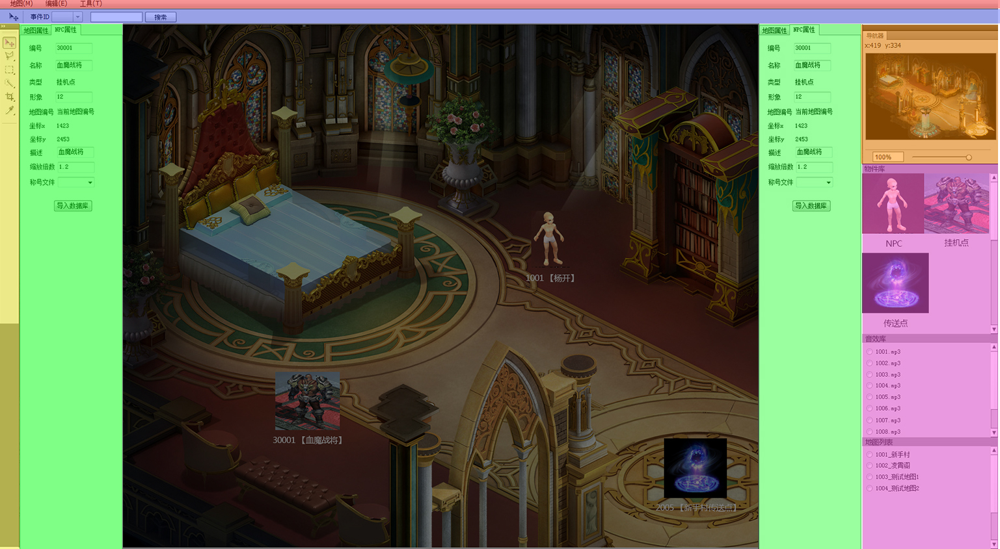 地图(M) 编辑(E) 工具(T)
事件ID 搜索
地图属性 NPC属性
编号 30001
名称 血魔战将
类型 挂机点
形象 12
地图编号 当前地图编号
坐标x 1423
坐标y 2453
描述 血魔战将
缩放倍数 1.2
称号文件
导入数据库
1001【杨开】
30001【血魔战将】
2005【新手村传送点】
地图属性 NPC属性
编号 30001
名称 血魔战将
类型 挂机点
形象 12
地图编号 当前地图编号
坐标x 1423
坐标y 2453
描述 血魔战将
缩放倍数 1.2
称号文件
导入数据库
导航器
x:419 y:334
100%
物件库
NPC 挂机点
传送点
音效库
1001.mp3
1002.mp3
1003.mp3
1004.mp3
1005.mp3
1006.mp3
1007.mp3
1008.mp3
地图列表
1001_新手村
1002_凌霄阁
1003_测试地图1
1004_测试地图2